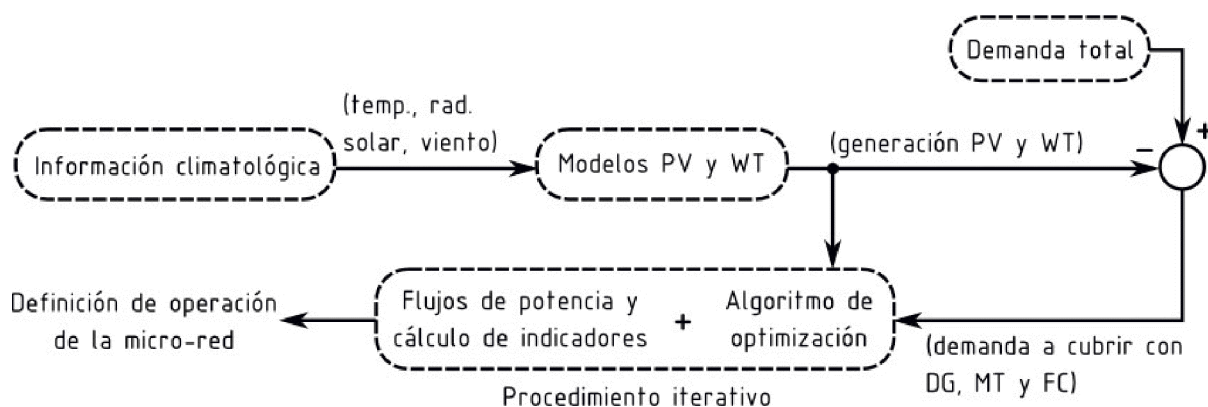 Demanda total
(temp., rad.
solar, viento)
+
Información climatológica
Modelos PV y WT
(generación PV y WT)
−
Definición de operación
de la micro-red
Flujos de potencia y
cálculo de indicadores
+
Algoritmo de
optimización
(demanda a cubrir con
DG, MT y FC)
Procedimiento iterativo